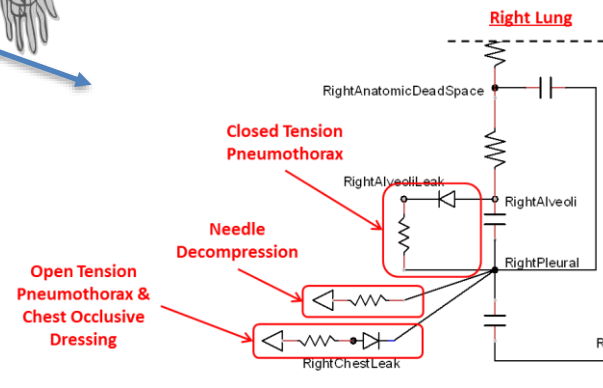 Right Lung
RightAnatomicDeadSpace
Closed Tension
Pneumothorax
RightAlveoliLeak
RightAlveoli
Needle
Decompression
RightPleural
Open Tension
Pneumothorax &
Chest Occlusive
Dressing
RightChestLeak
R